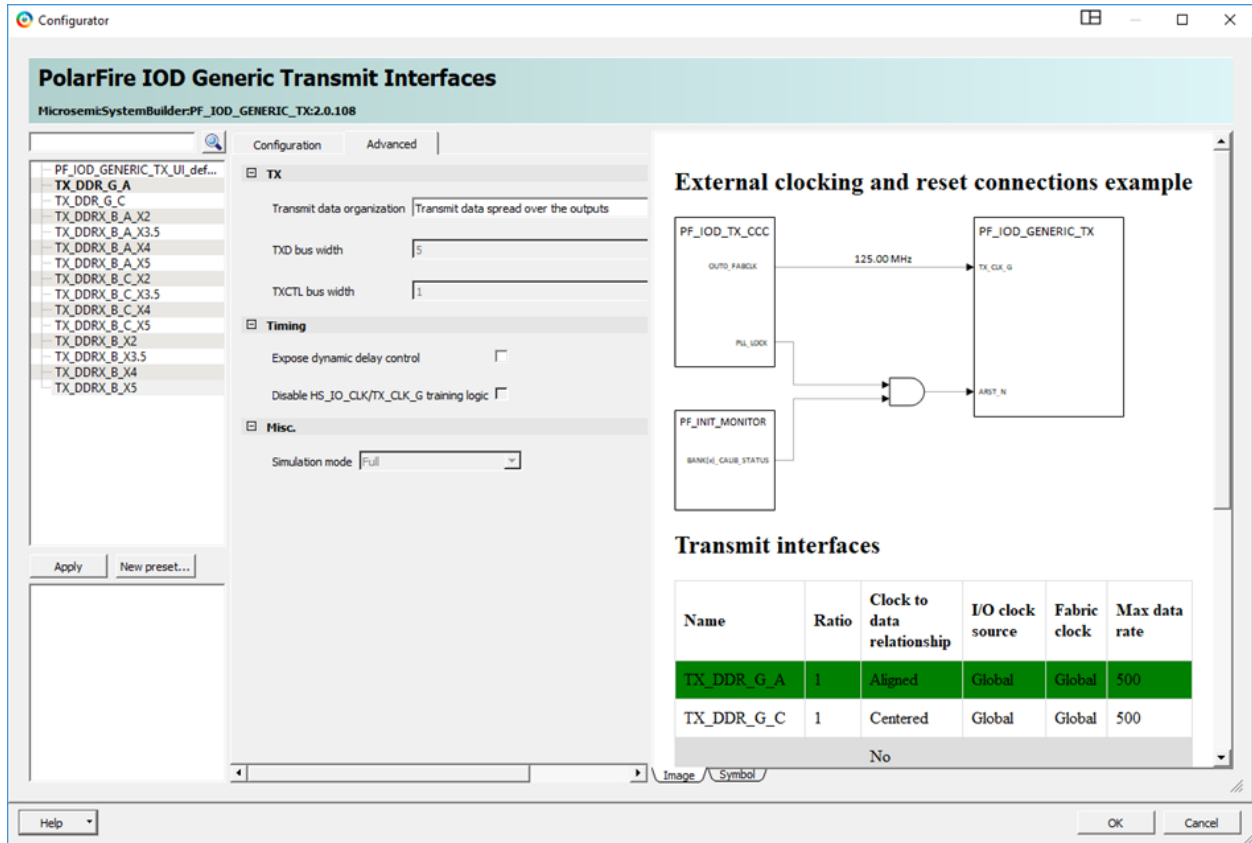 Configurator
PolarFire IOD Generic Transmit Interfaces
Microsemi:SystemBuilder:PF_IOD_GENERIC_TX:2.0.108
PF_IOD_GENERIC_TX_UI_def...
TX_DDR_G_A
TX_DDR_G_C
TX_DDRX_B_A_X2
TX_DDRX_B_A_X3.5
TX_DDRX_B_A_X4
TX_DDRX_B_A_X5
TX_DDRX_B_C_X2
TX_DDRX_B_C_X3.5
TX_DDRX_B_C_X4
TX_DDRX_B_C_X5
TX_DDRX_B_X2
TX_DDRX_B_X3.5
TX_DDRX_B_X4
TX_DDRX_B_X5
Apply New preset...
Configuration Advanced
TX
Transmit data organization Transmit data spread over the outputs
TXD bus width 5
TXCTL bus width 1
Timing
Expose dynamic delay control
Disable HS_IO_CLK/TX_CLK_G training logic
Misc.
Simulation mode Full
External clocking and reset connections example
PF_IOD_TX_CCC PF_IOD_GENERIC_TX
125.00 MHz
OUT0_FABCLK TX_CLK_G
PLL_LOCK
ARST_N
PF_INIT_MONITOR
BANK(x)_CALIB_STATUS
Transmit interfaces
Name Ratio Clock to data relationship I/O clock source Fabric clock Max data rate
TX_DDR_G_A 1 Aligned Global Global 500
TX_DDR_G_C 1 Centered Global Global 500
No
Image Symbol
Help OK Cancel